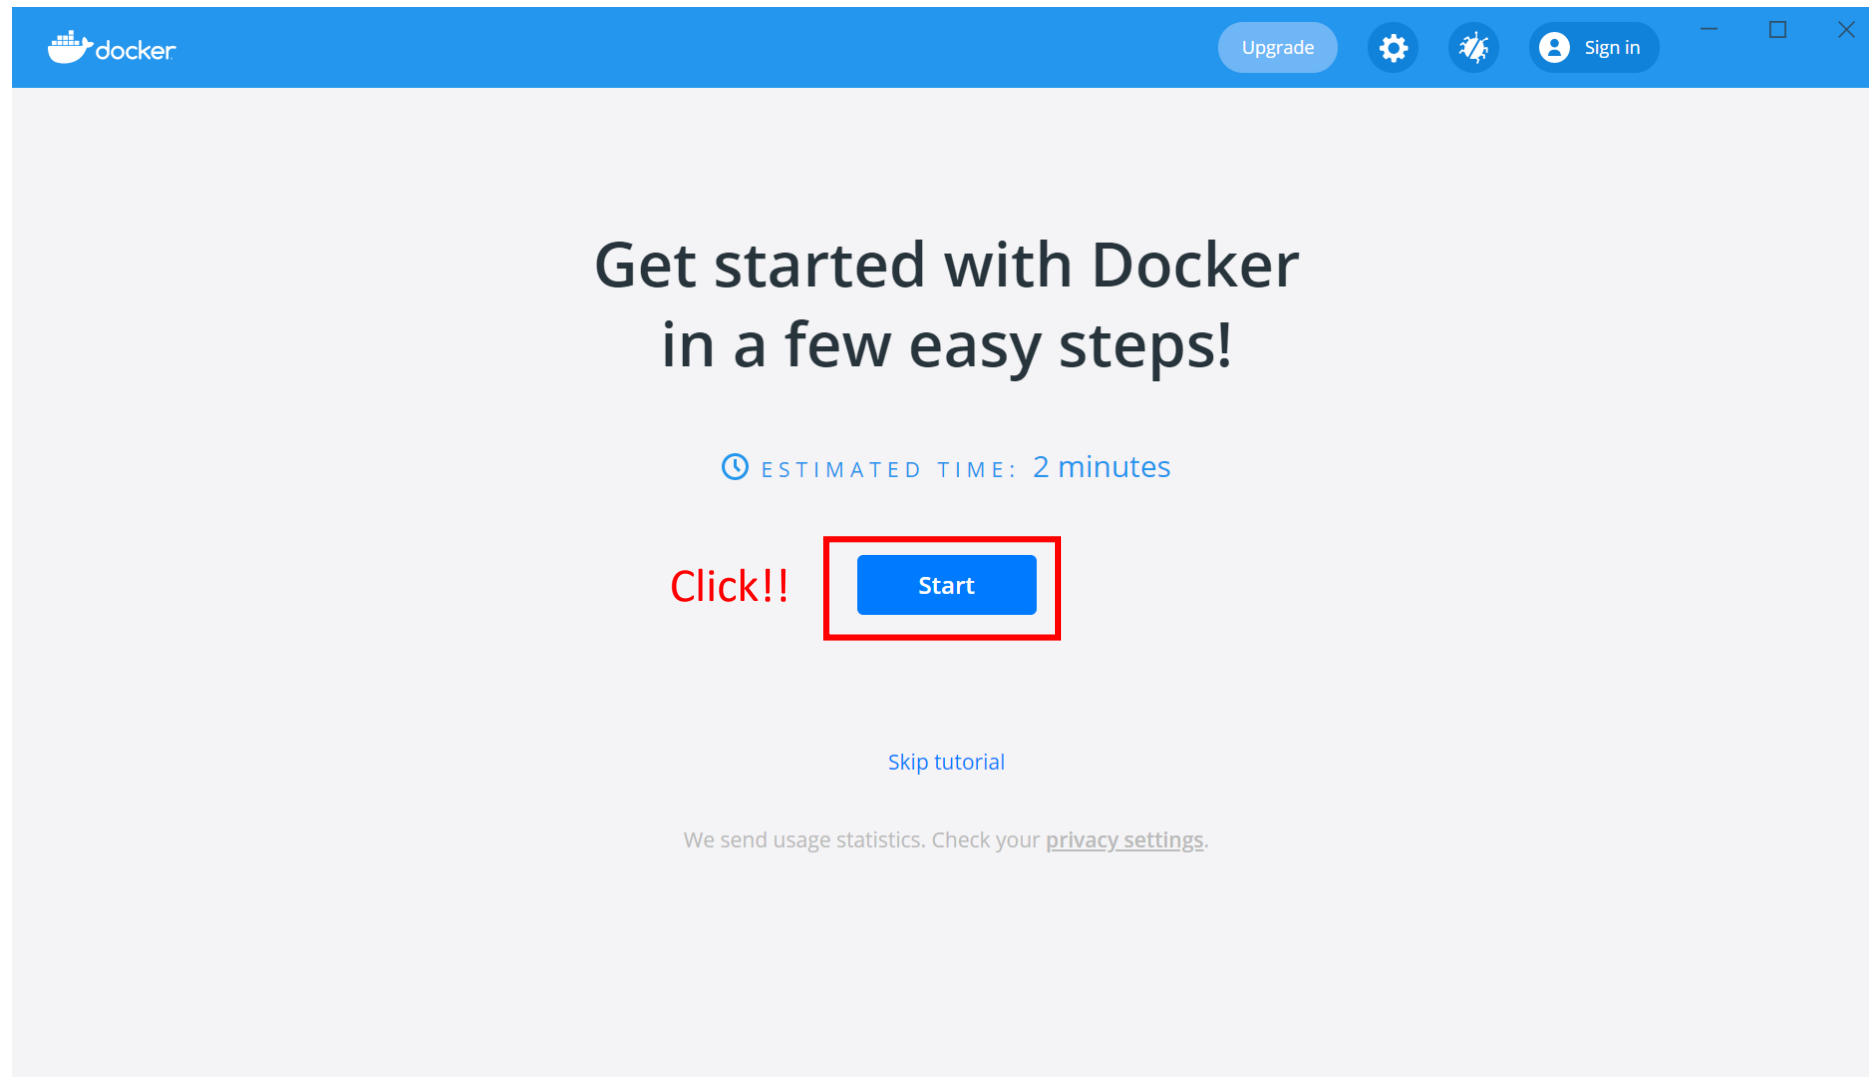 docker
Upgrade
Sign in
Get started with Docker
in a few easy steps!
ESTIMATED TIME: 2 minutes
Click!!
Start
Skip tutorial
We send usage statistics. Check your privacy settings.